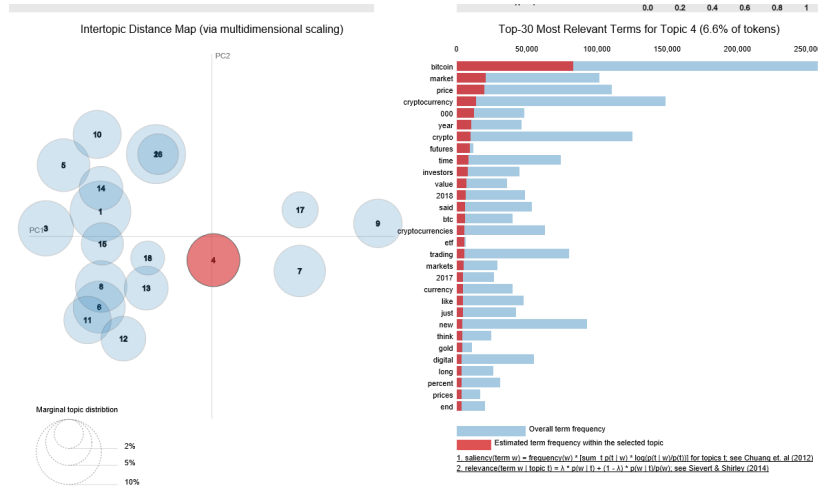 0.0 0.2 0.4 0.6 0.8 1
Intertopic Distance Map (via multidimensional scaling)
PC2
PC1
10
5
14
1
3
15
18
8
13
6
11
12
4
17
9
7
Marginal topic distribtion
2%
5%
10%
Top-30 Most Relevant Terms for Topic 4 (6.6% of tokens)
0 50,000 100,000 150,000 200,000 250,00
bitcoin
market
price
cryptocurrency
000
year
crypto
futures
time
investors
value
2018
said
btc
cryptocurrencies
etf
trading
markets
2017
currency
like
just
new
think
gold
digital
long
percent
prices
end
Overall term frequency
Estimated term frequency within the selected topic
1. saliency(term w) = frequency(w) * [sum_t p(t | w) * log(p(t | w)/p(t))] for topics t; see Chuang et. al (2012)
2. relevance(term w | topic t) = λ * p(w | t) + (1 - λ) * p(w | t)/p(w); see Sievert & Shirley (2014)